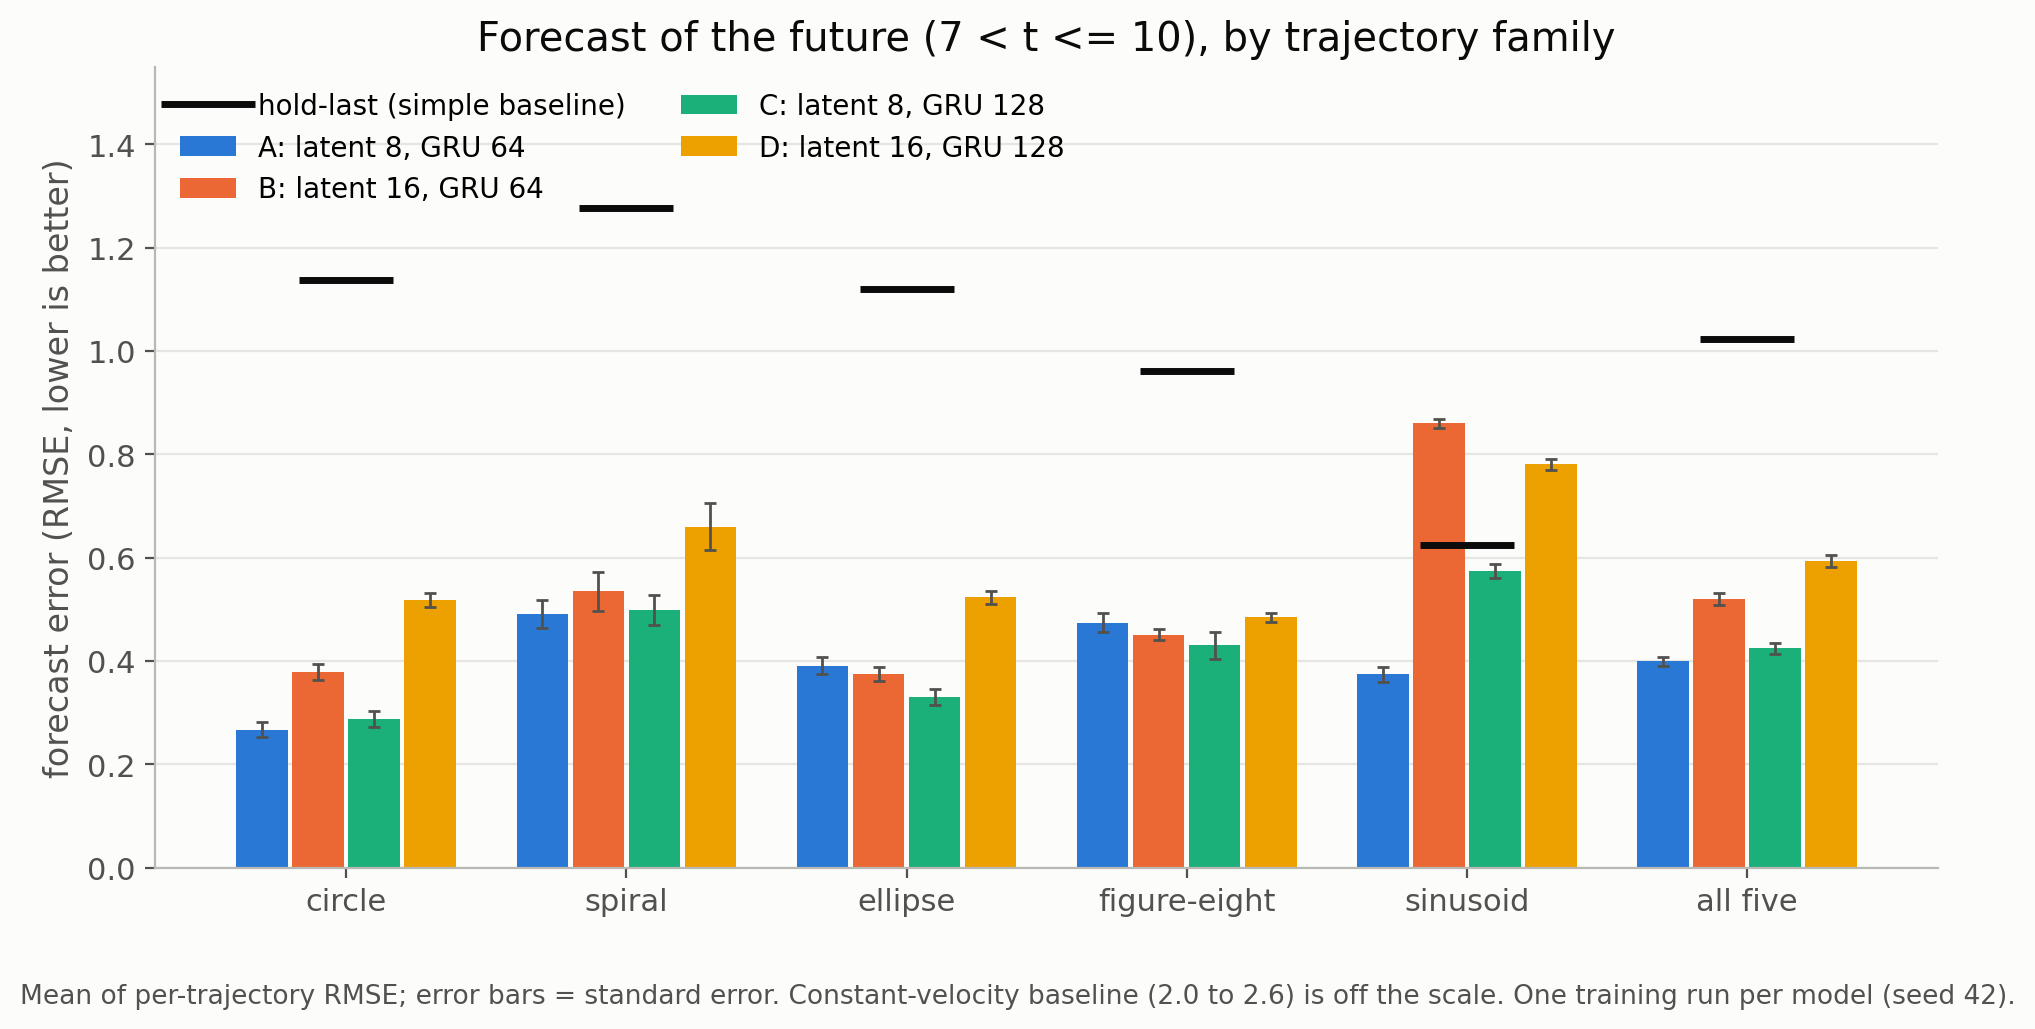 Forecast of the future (7 < t <= 10), by trajectory family
hold-last (simple baseline)
A: latent 8, GRU 64
B: latent 16, GRU 64
C: latent 8, GRU 128
D: latent 16, GRU 128
forecast error (RMSE, lower is better)
1.4
1.2
1.0
0.8
0.6
0.4
0.2
0.0
circle spiral ellipse figure-eight sinusoid all five
Mean of per-trajectory RMSE; error bars = standard error. Constant-velocity baseline (2.0 to 2.6) is off the scale. One training run per model (seed 42).